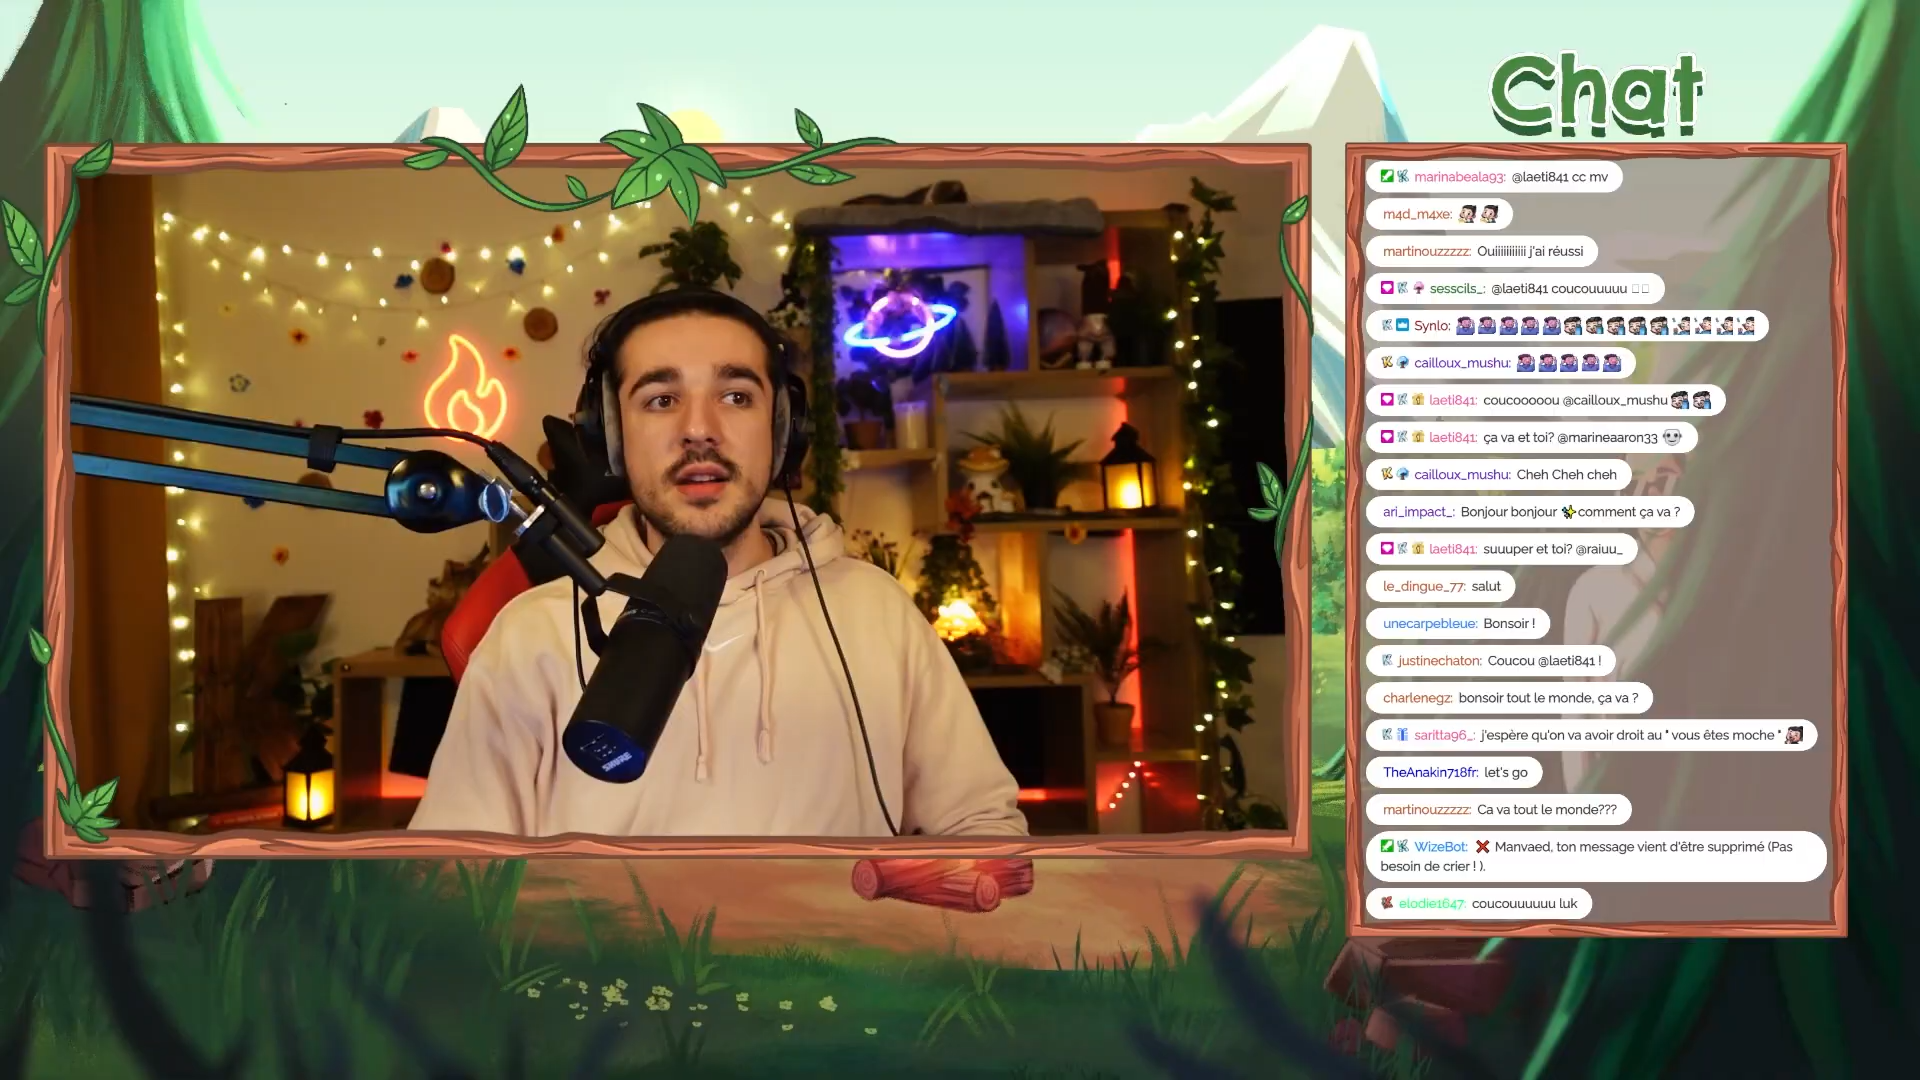 Chat
marinabeala93: @laeti841 cc mv
m4d_m4xe:
martinouzzzzz: Ouiiiiiiiiiii j'ai réussi
sesscils_: @laeti841 coucouuuuu
Synlo:
cailloux_mushu:
laeti841: coucooooou @cailloux_mushu
laeti841: ça va et toi? @marineaaron33
cailloux_mushu: Cheh Cheh cheh
ari_impact_: Bonjour bonjour ✨comment ça va ?
laeti841: suuuper et toi? @raiuu_
le_dingue_77: salut
unecarpebleue: Bonsoir !
justinechaton: Coucou @laeti841 !
charlenegz: bonsoir tout le monde, ça va ?
saritta96_: j'espère qu'on va avoir droit au " vous êtes moche "
TheAnakin718fr: let's go
martinouzzzzz: Ca va tout le monde???
WizeBot: ❌ Manvaed, ton message vient d'être supprimé (Pas
besoin de crier ! ).
elodie1647: coucouuuuuu luk
SHURE